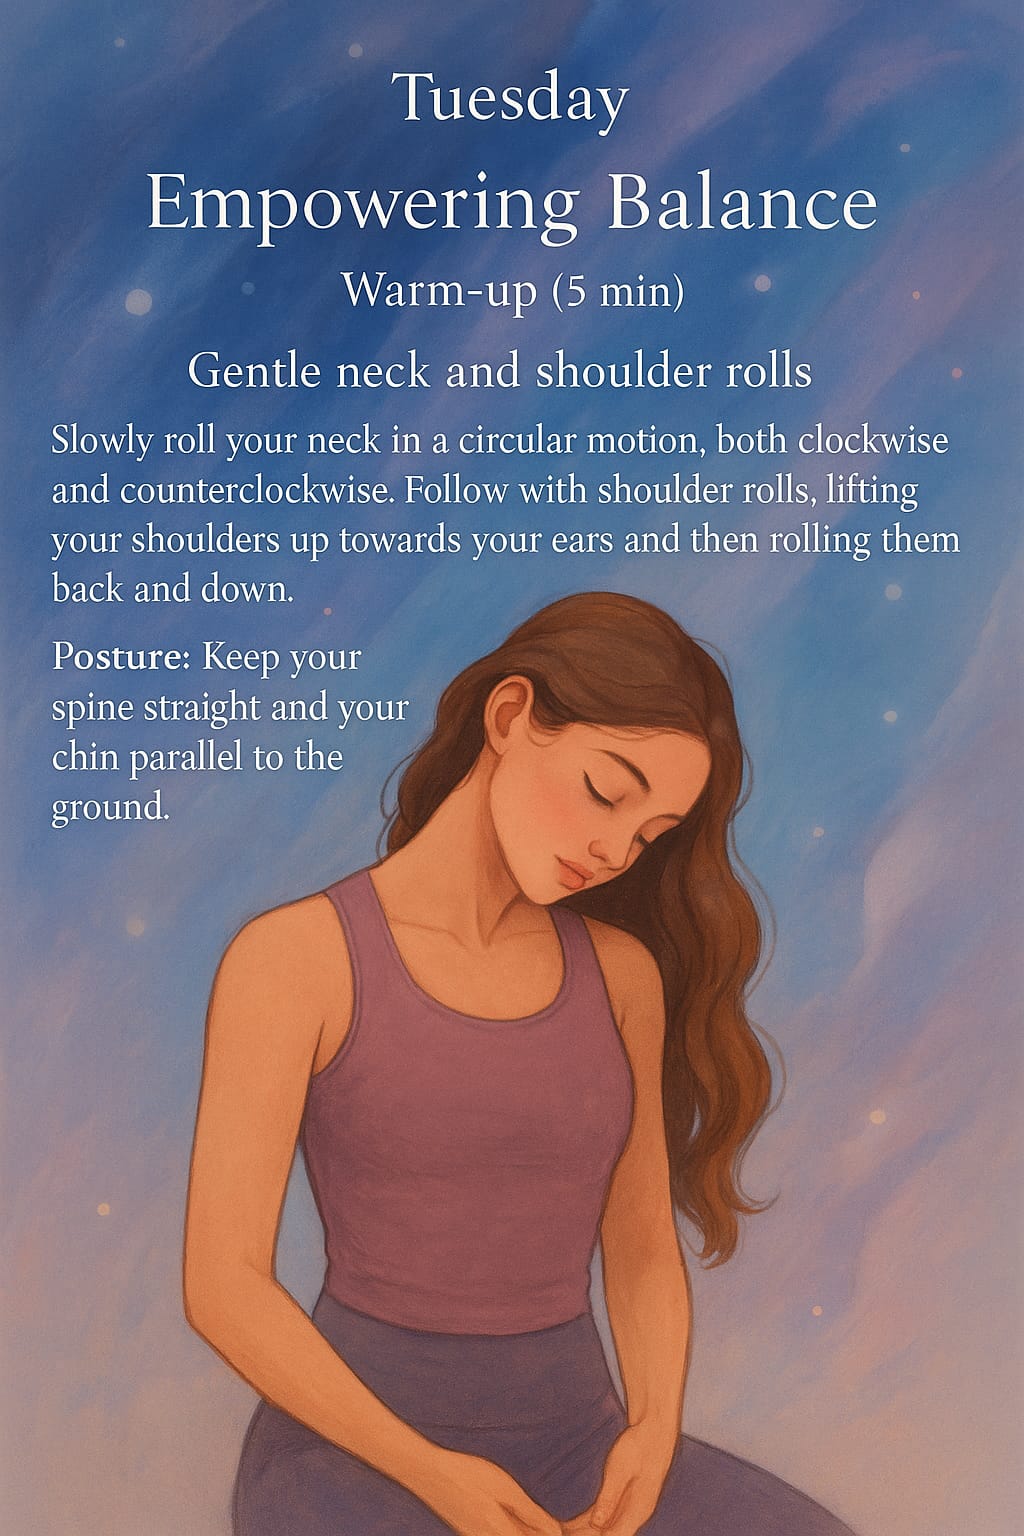 Tuesday
Empowering Balance
Warm-up (5 min)
Gentle neck and shoulder rolls
Slowly roll your neck in a circular motion, both clockwise
and counterclockwise. Follow with shoulder rolls, lifting
your shoulders up towards your ears and then rolling them
back and down.
Posture: Keep your
spine straight and your
chin parallel to the
ground.